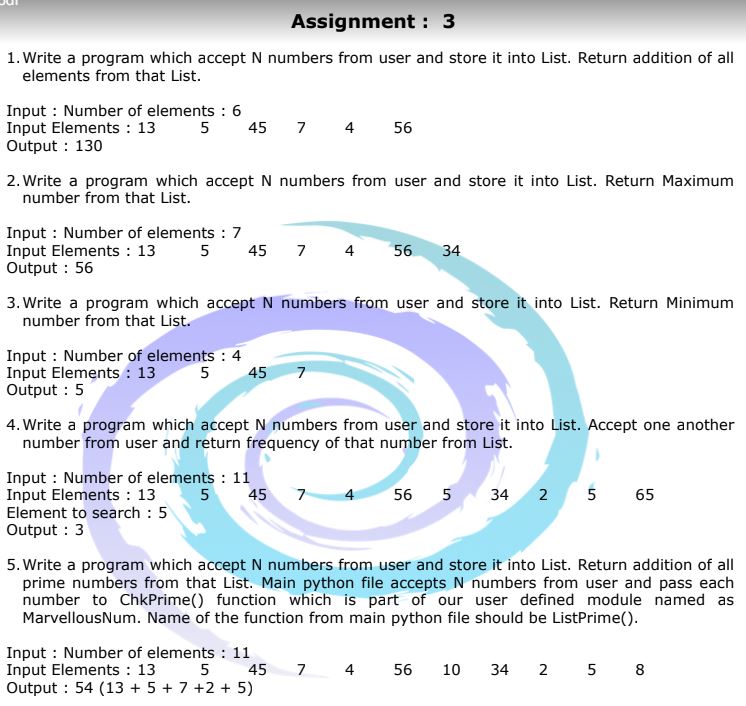 Assignment : 3
1. Write a program which accept N numbers from user and store it into List. Return addition of all
elements from that List.
Input : Number of elements : 6
Input Elements : 13 5 45 7 4 56
Output : 130
2. Write a program which accept N numbers from user and store it into List. Return Maximum
number from that List.
Input : Number of elements : 7
Input Elements : 13 5 45 7 4 56 34
Output : 56
3. Write a program which accept N numbers from user and store it into List. Return Minimum
number from that List.
Input : Number of elements : 4
Input Elements : 13 5 45 7
Output : 5
4. Write a program which accept N numbers from user and store it into List. Accept one another
number from user and return frequency of that number from List.
Input : Number of elements : 11
Input Elements : 13 5 45 7 4 56 5 34 2 5 65
Element to search : 5
Output : 3
5. Write a program which accept N numbers from user and store it into List. Return addition of all
prime numbers from that List. Main python file accepts N numbers from user and pass each
number to ChkPrime() function which is part of our user defined module named as
MarvellousNum. Name of the function from main python file should be ListPrime().
Input : Number of elements : 11
Input Elements : 13 5 45 7 4 56 10 34 2 5 8
Output : 54 (13 + 5 + 7 +2 + 5)